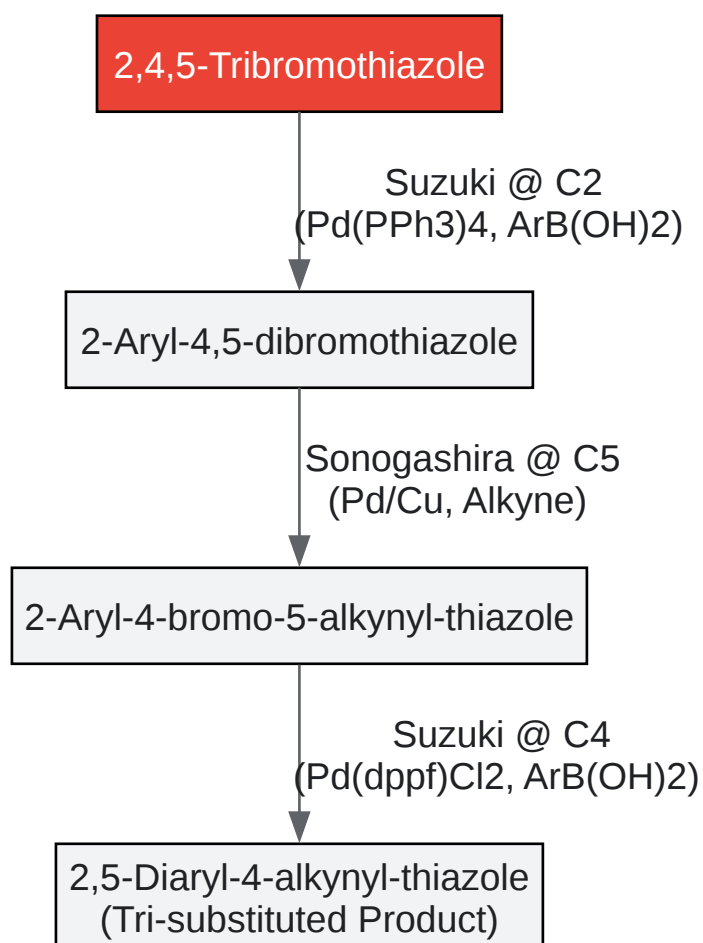 2,4,5-Tribromothiazole
Suzuki @ C2
(Pd(PPh3)4, ArB(OH)2)
2-Aryl-4,5-dibromothiazole
Sonogashira @ C5
(Pd/Cu, Alkyne)
2-Aryl-4-bromo-5-alkynyl-thiazole
Suzuki @ C4
(Pd(dppf)Cl2, ArB(OH)2)
2,5-Diaryl-4-alkynyl-thiazole
(Tri-substituted Product)